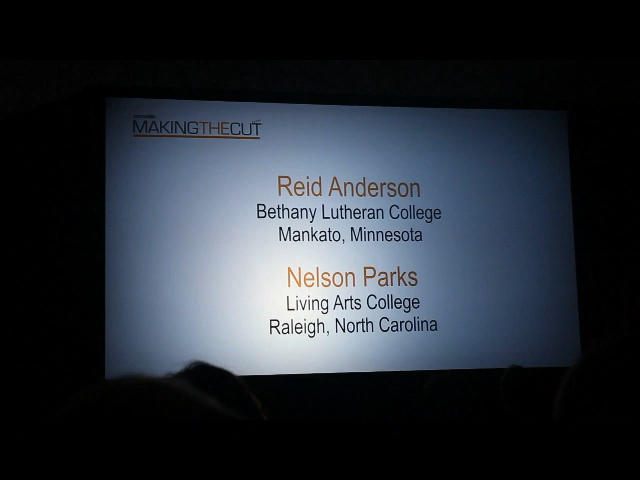 MAKINGTHECUT
Reid Anderson
Bethany Lutheran College
Mankato, Minnesota
Nelson Parks
Living Arts College
Raleigh, North Carolina